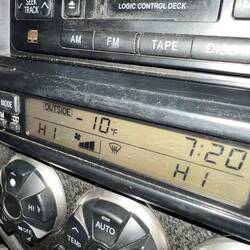 SEEK
TRACK
LOGIC CONTROL DECK
AM FM TAPE DISC
MODE
OUTSIDE -10°F 7:20
HI HI
HI
OFF
TEMP
AUTO